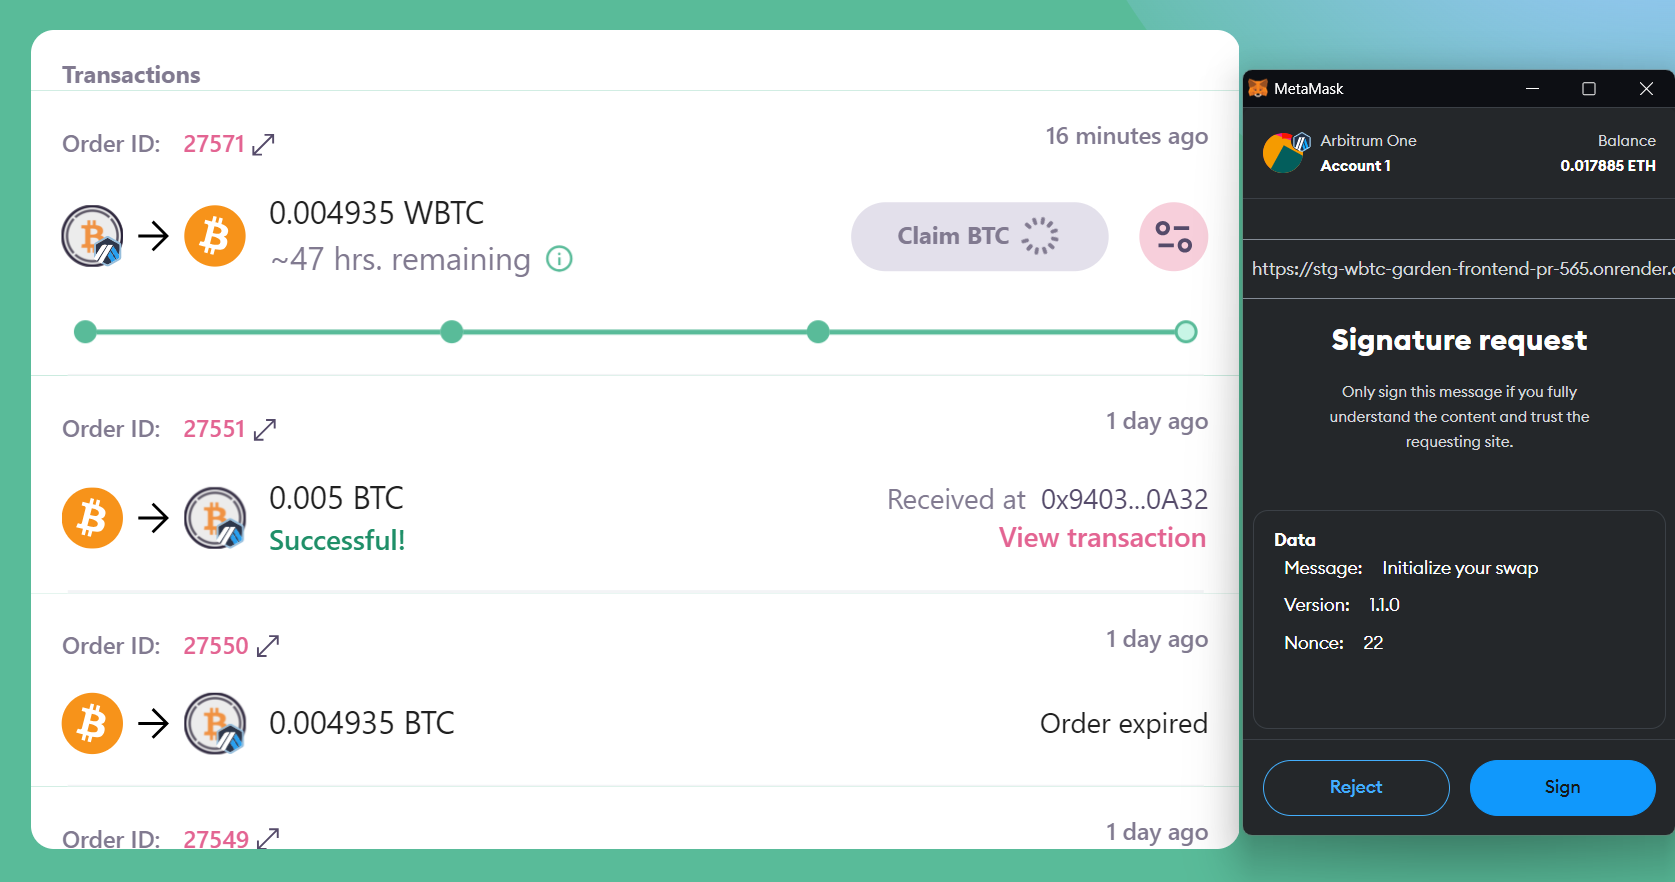 Transactions
Order ID: 27571
16 minutes ago
0.004935 WBTC
~47 hrs. remaining
Claim BTC
Order ID: 27551
1 day ago
0.005 BTC
Successful!
Received at 0x9403...0A32
View transaction
Order ID: 27550
1 day ago
0.004935 BTC
Order expired
Order ID: 27549
1 day ago
MetaMask
Arbitrum One
Account 1
Balance
0.017885 ETH
https://stg-wbtc-garden-frontend-pr-565.onrender.
Signature request
Only sign this message if you fully
understand the content and trust the
requesting site.
Data
Message: Initialize your swap
Version: 1.1.0
Nonce: 22
Reject
Sign